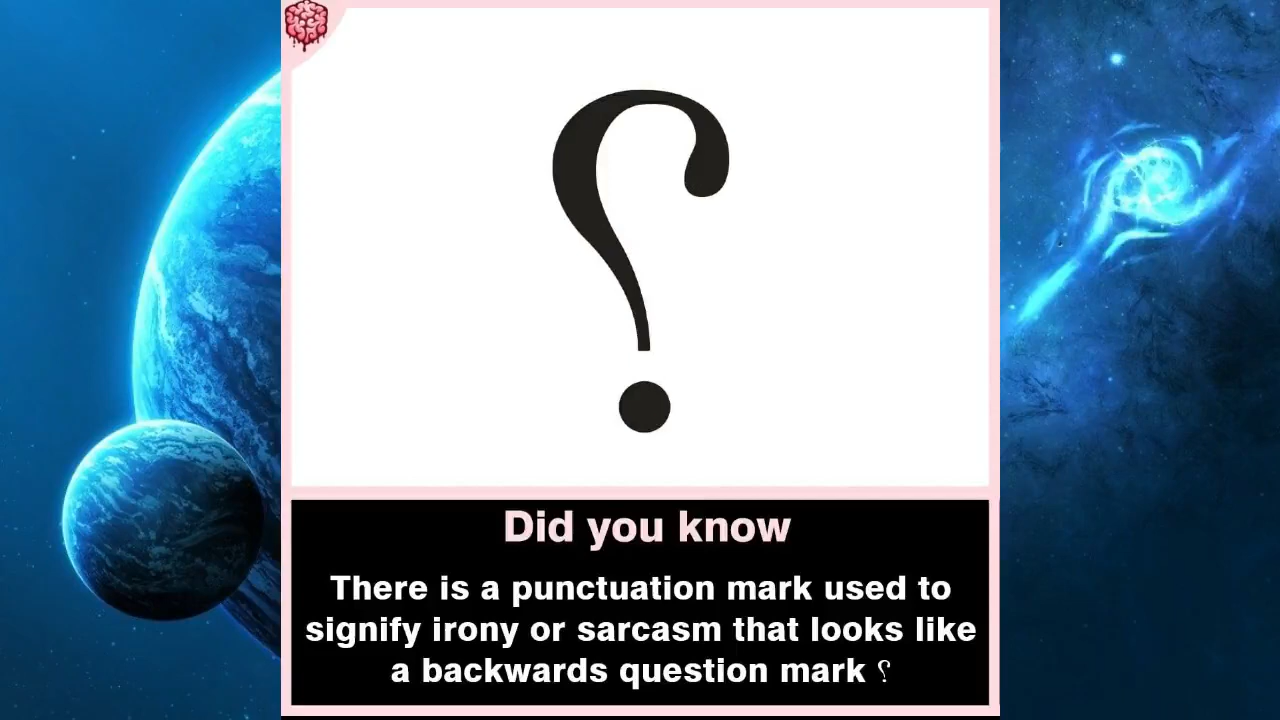 ⸮
Did you know
There is a punctuation mark used to
signify irony or sarcasm that looks like
a backwards question mark ⸮